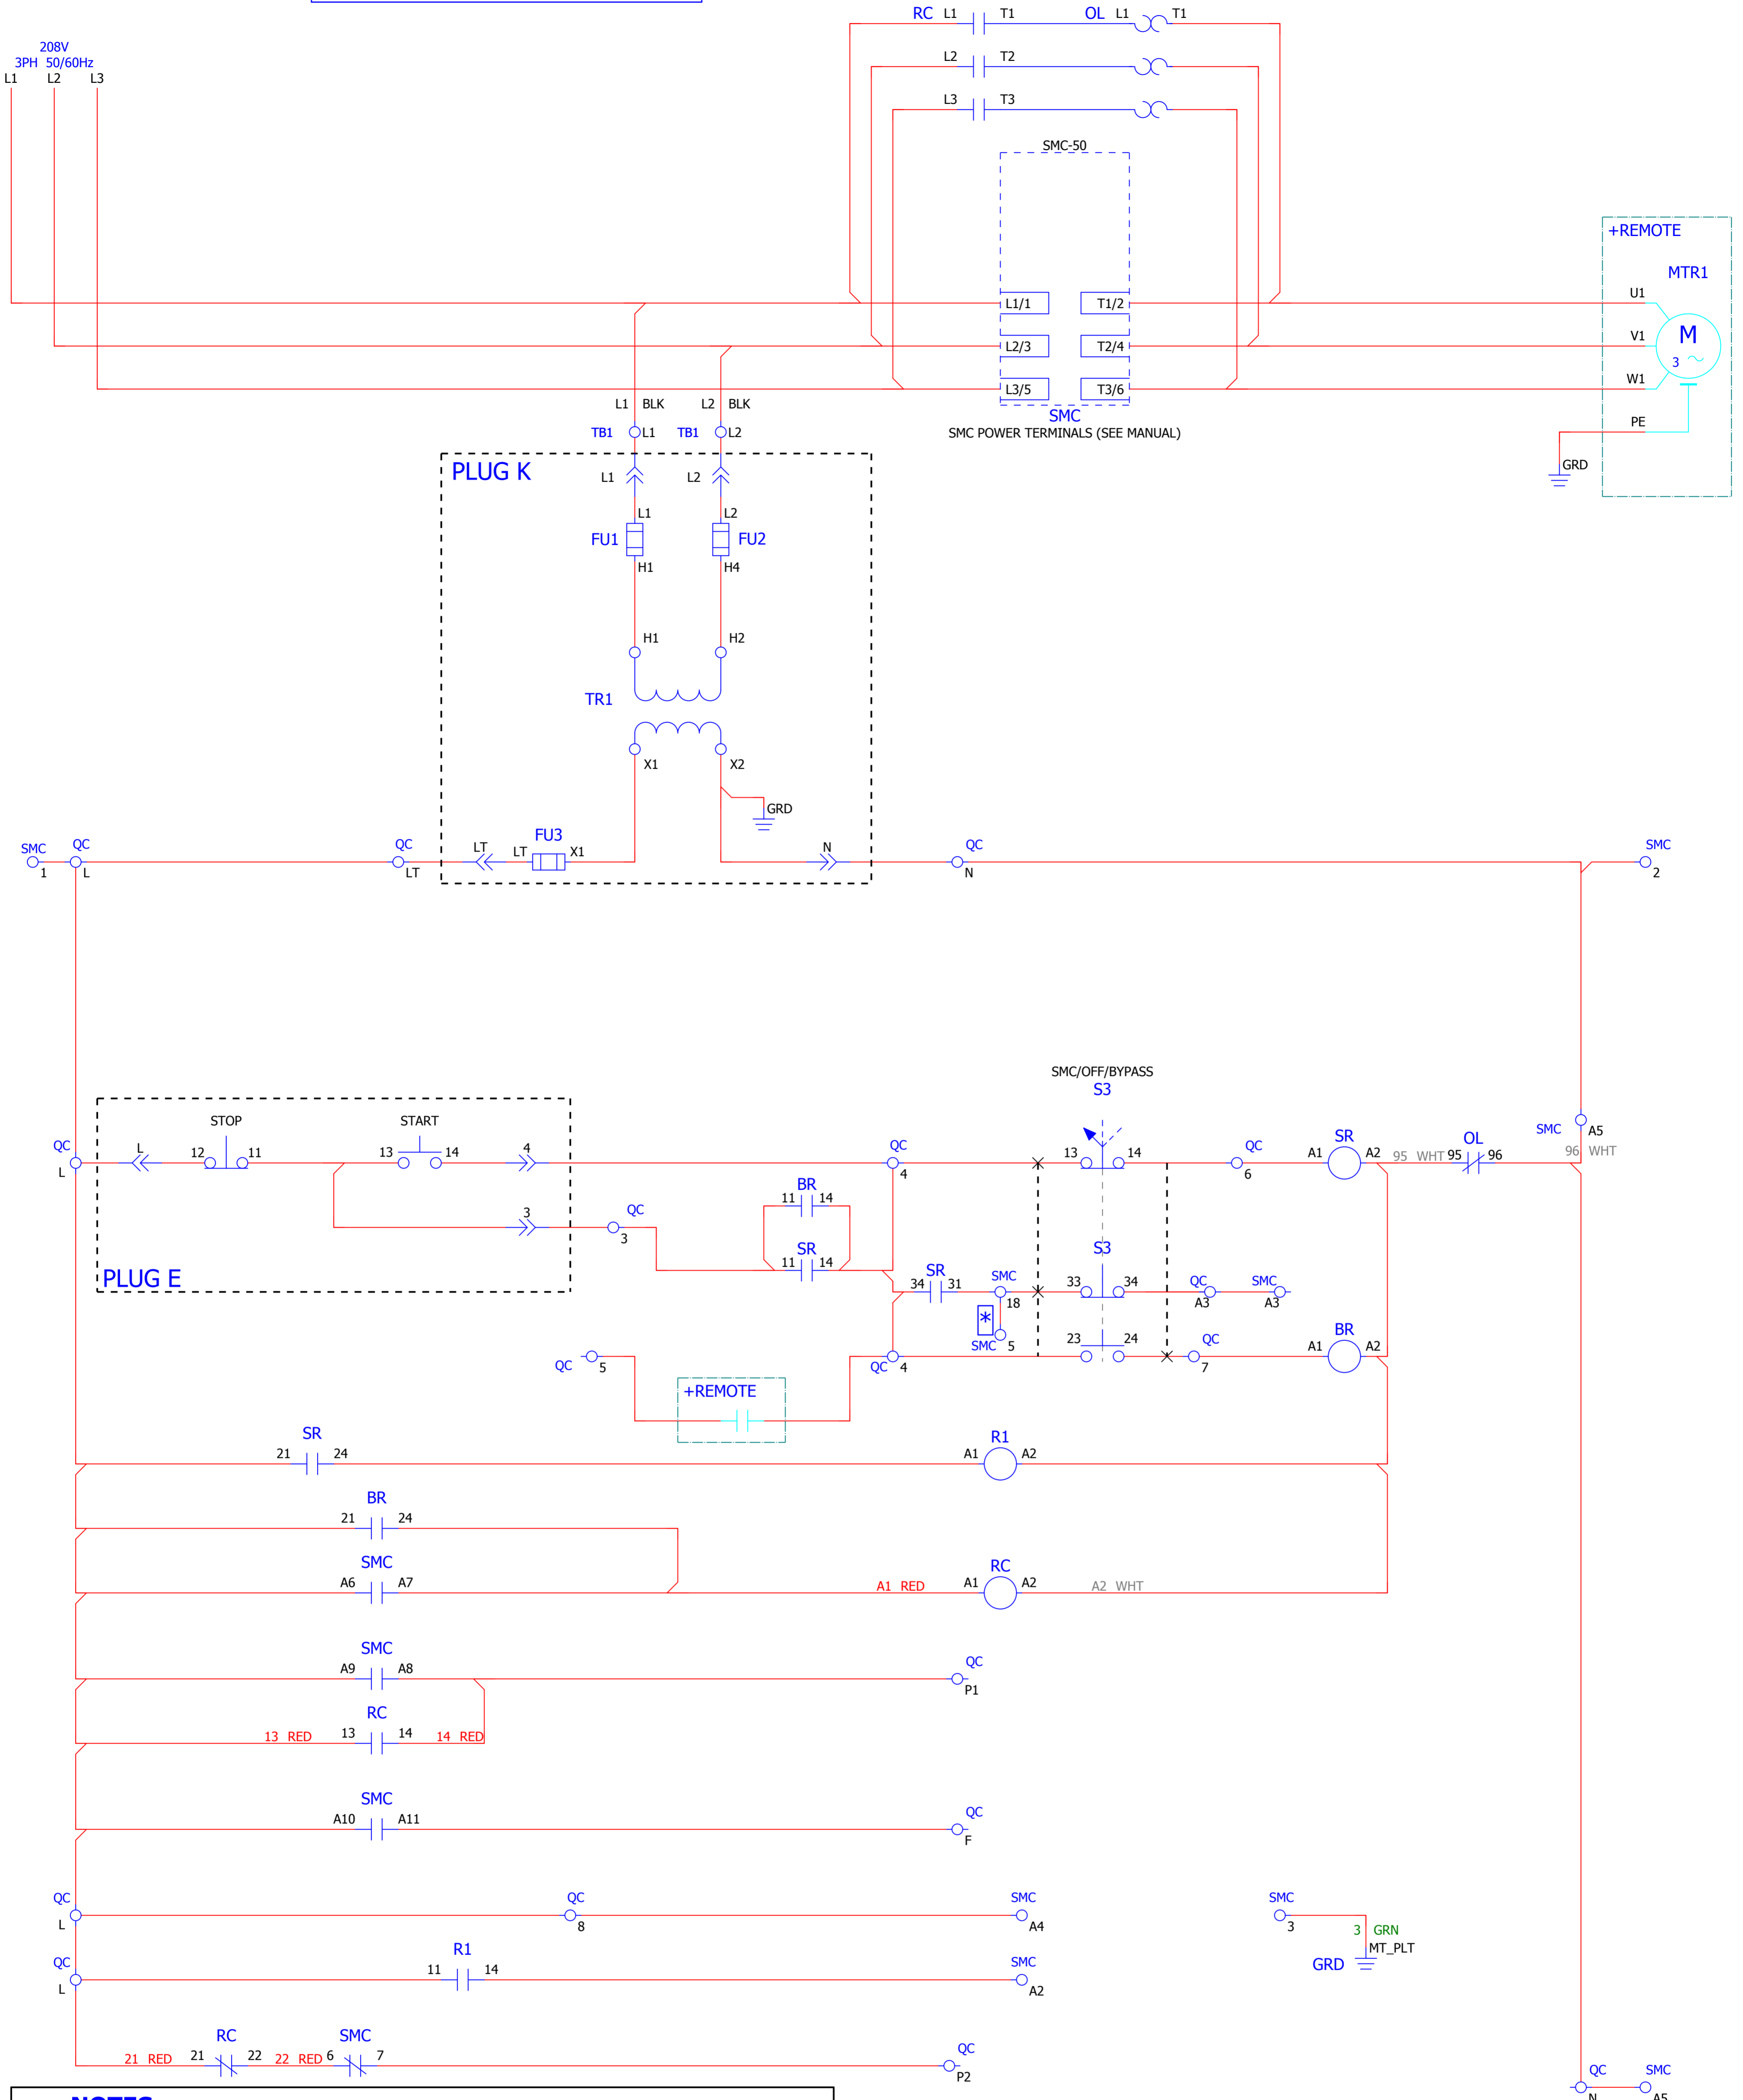 RC L1 T1 OL L1 T1
208V
3PH 50/60Hz
L1 L2 L3
L2 T2
L3 T3
SMC-50
+REMOTE
MTR1
L1/1 T1/2 U1
L2/3 T2/4 V1
M
3
L3/5 T3/6 W1
L1 BLK L2 BLK
SMC
SMC POWER TERMINALS (SEE MANUAL)
PE
TB1 L1 TB1 L2
GRD
PLUG K
L1 L2
L1 L2
FU1 FU2
H1 H4
H1 H2
TR1
X1 X2
GRD
FU3
SMC QC QC LT LT X1 N QC SMC
1 L LT N 2
SMC/OFF/BYPASS
S3
STOP START
QC L 12 11 13 14 4 QC 13 14 QC SR A1 A2 95 WHT 95 OL 96 96 WHT
SMC A5
L 4 6
BR
11 14
3 QC
3
SR
11 14
S3
PLUG E
SR
34 31 SMC 33 34 QC SMC
18 A3 A3
*
SMC 5
23 24 QC BR A1 A2
QC 5 QC 4 7
+REMOTE
SR
21 24
R1
A1 A2
BR
21 24
SMC
A6 A7
RC
A1 RED A1 A2 A2 WHT
SMC
A9 A8 QC
P1
RC
13 RED 13 14 14 RED
SMC
A10 A11 QC
F
QC QC SMC SMC
L 8 A4 3
3 GRN
MT_PLT
GRD
QC R1 SMC
L 11 14 A2
RC SMC
21 RED 21 22 22 RED 6 7 QC
P2
QC SMC
N A5
NOTES